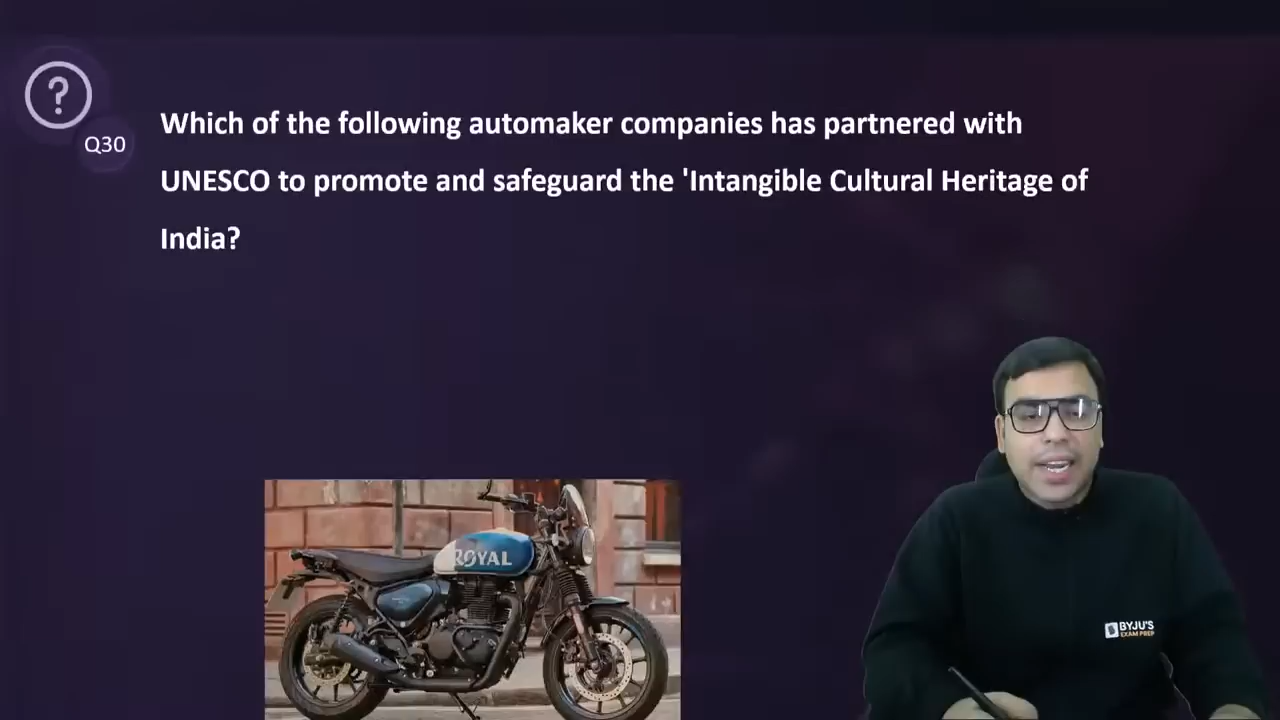 Q30
Which of the following automaker companies has partnered with
UNESCO to promote and safeguard the 'Intangible Cultural Heritage of
India?
ROYAL
BYJU'S
EXAM PREP